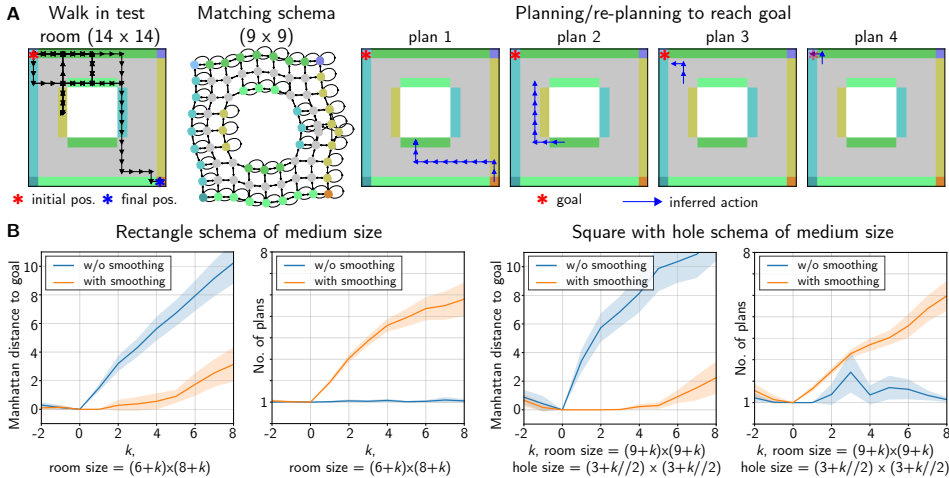 A
Walk in test
room (14 × 14)
Matching schema
(9 × 9)
Planning/re-planning to reach goal
plan 1
plan 2
plan 3
plan 4
initial pos.
final pos.
goal
inferred action
B
Rectangle schema of medium size
Square with hole schema of medium size
Manhattan distance to goal
10
8
6
4
2
0
w/o smoothing
with smoothing
-2 0 2 4 6 8
k,
room size = (6+k)×(8+k)
No. of plans
8
1
w/o smoothing
with smoothing
-2 0 2 4 6 8
k,
room size = (6+k)×(8+k)
Manhattan distance to goal
10
8
6
4
2
0
w/o smoothing
with smoothing
-2 0 2 4 6 8
k, room size = (9+k)×(9+k)
hole size = (3+k//2) × (3+k//2)
No. of plans
8
1
w/o smoothing
with smoothing
-2 0 2 4 6 8
k, room size = (9+k)×(9+k)
hole size = (3+k//2) × (3+k//2)